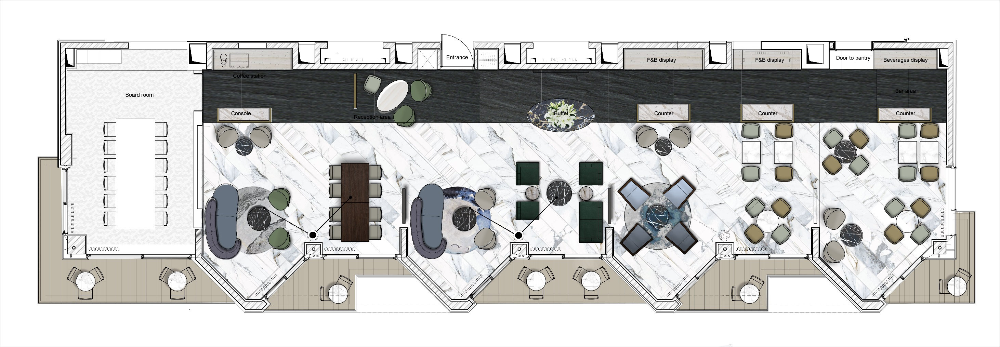 Entrance
F&B display
F&B display
Door to pantry
Beverages display
Coffee station
Board room
Bar area
Console
Reception area
Buffet
Counter
Counter
Counter